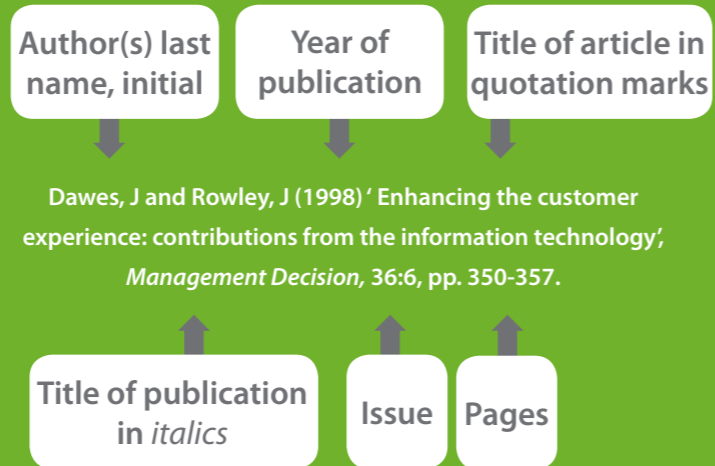 Author(s) last
name, initial
Year of
publication
Title of article in
quotation marks
Dawes, J and Rowley, J (1998) ‘ Enhancing the customer
experience: contributions from the information technology’,
Management Decision, 36:6, pp. 350-357.
Title of publication
in italics
Issue
Pages